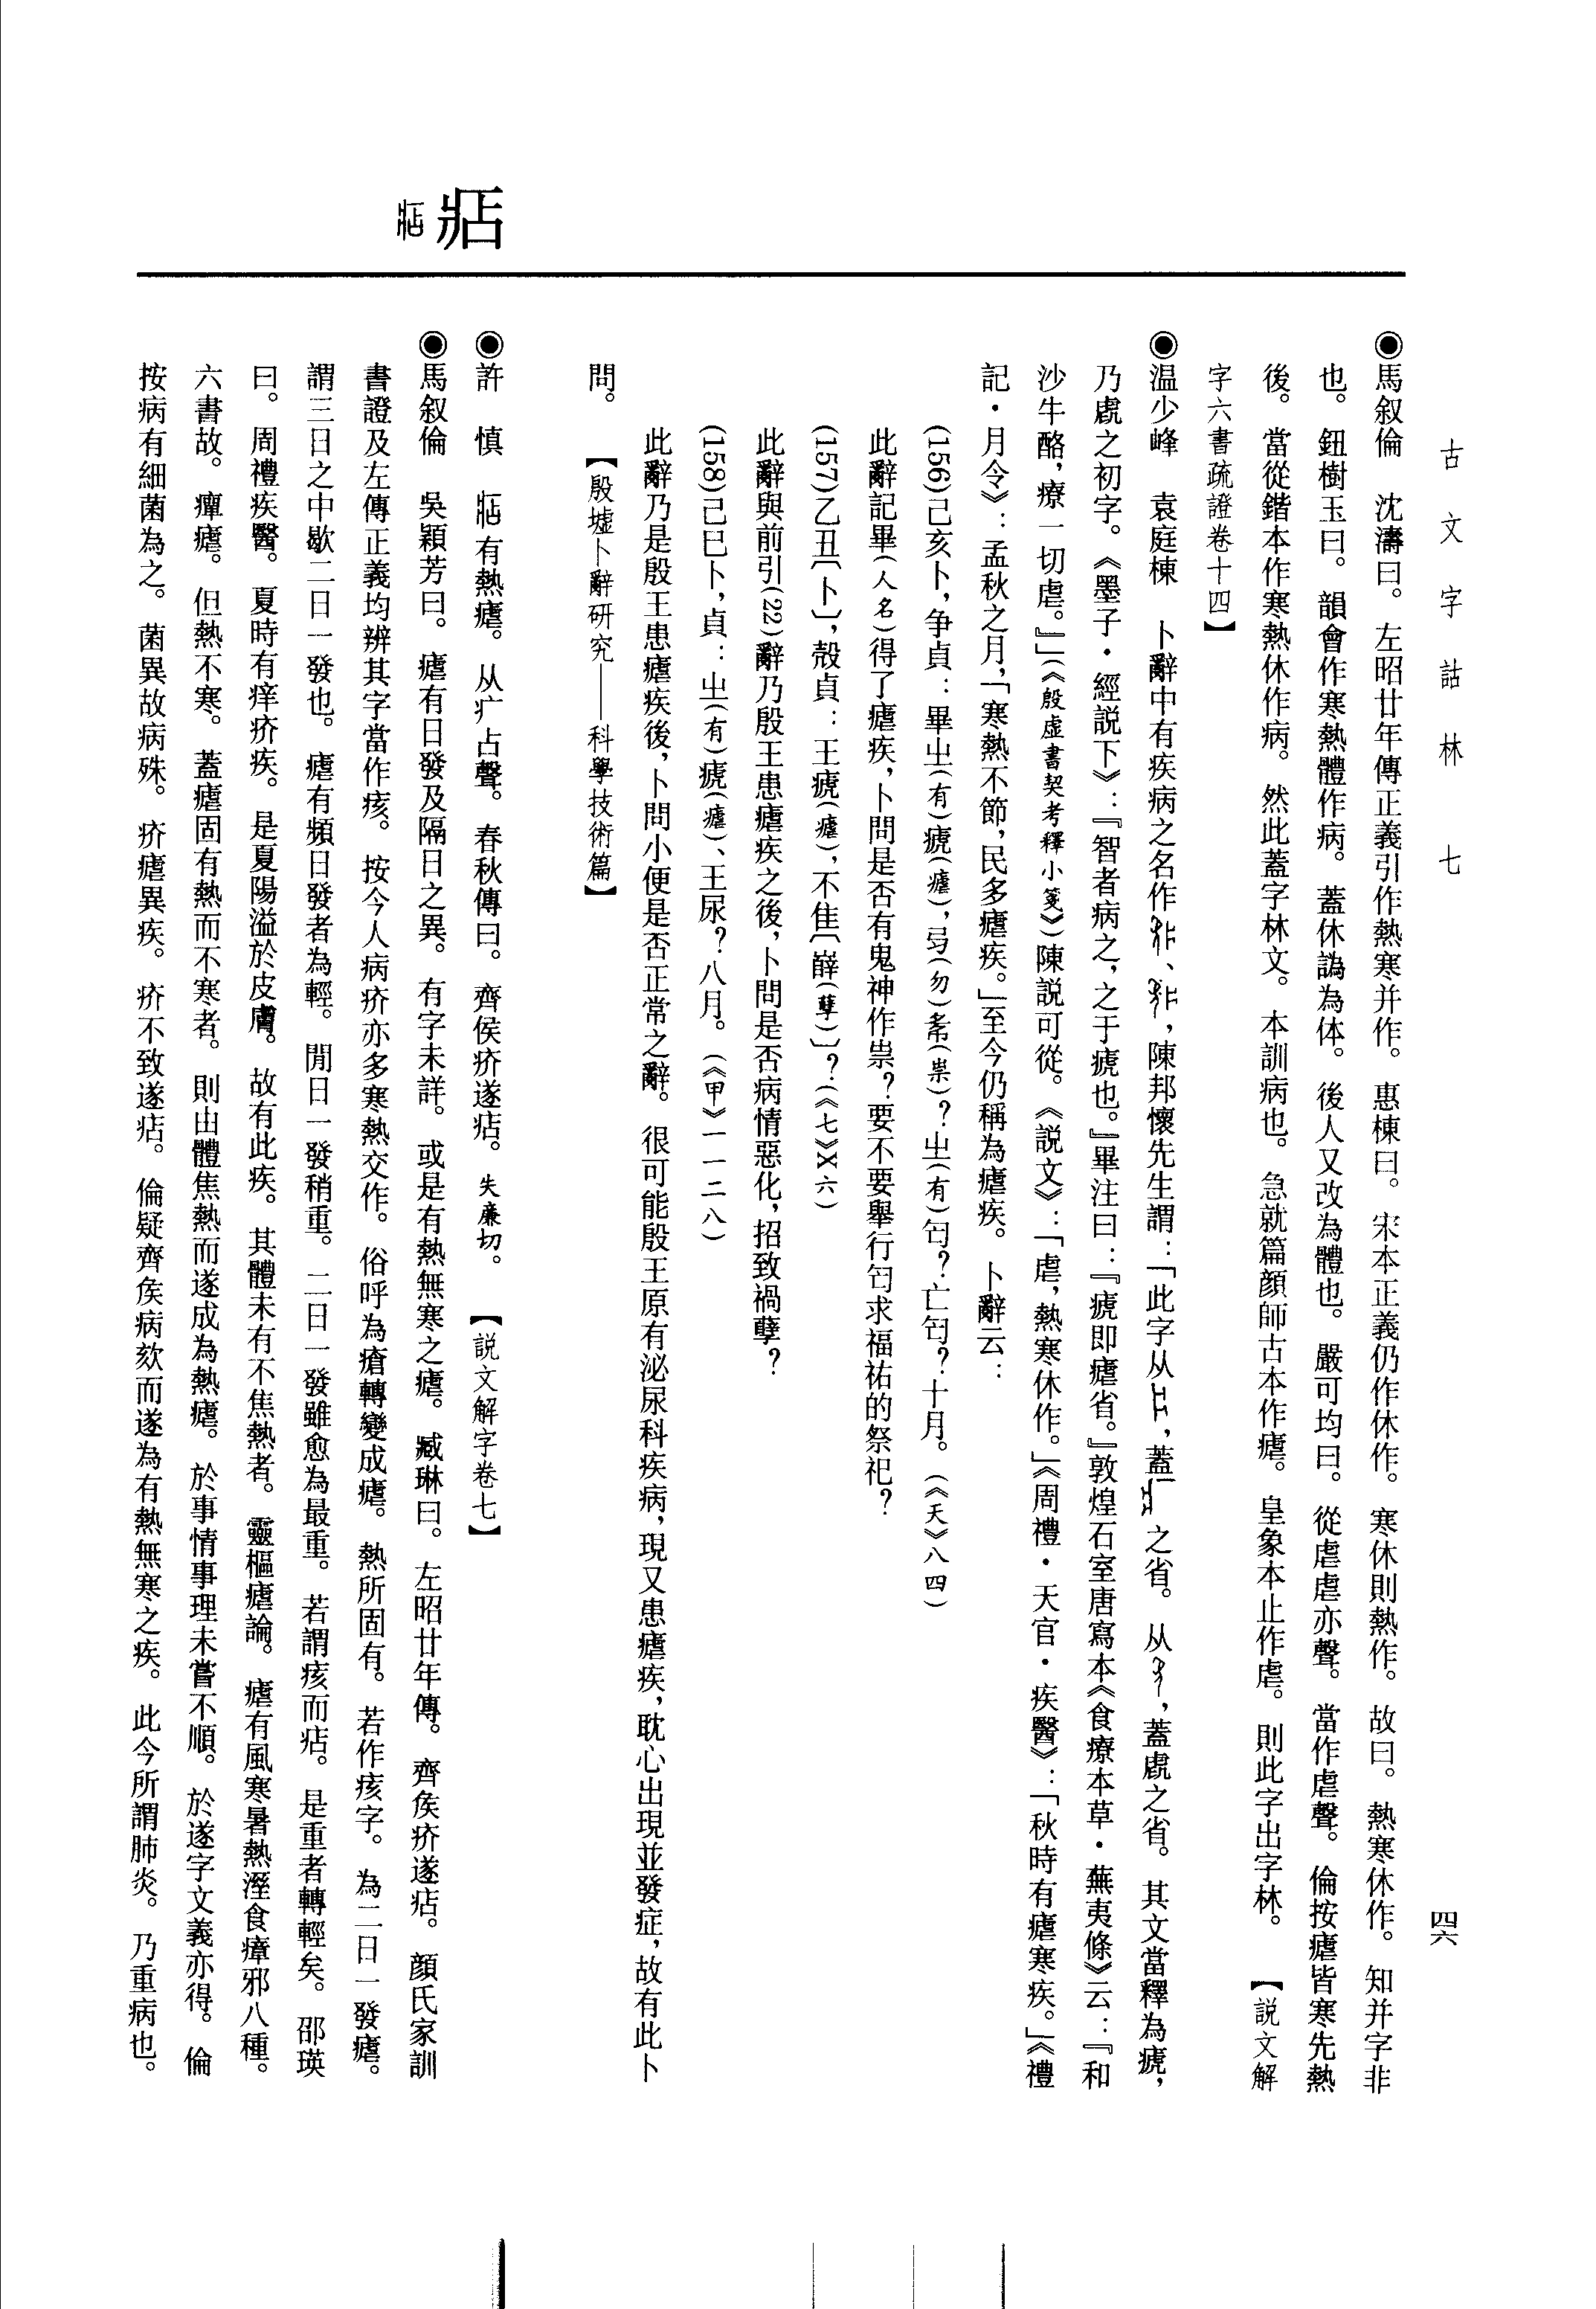 古文字詁林 七
四六
◉馬叙倫 沈濤曰。左昭廿年傳正義引作熱寒并作。惠棟曰。宋本正義仍作休作。寒休則熱作。故曰。熱寒休作。知并字非
也。鈕樹玉曰。韻會作寒熱體作病。蓋休譌為体。後人又改為體也。嚴可均曰。從虐虐亦聲。當作虐聲。倫按瘧皆寒先熱
後。當從鍇本作寒熱休作病。然此蓋字林文。本訓病也。急就篇顔師古本作瘧。皇象本止作虐。則此字出字林。【説文解
字六書疏證卷十四】
◉温少峰 袁庭棟 卜辭中有疾病之名作、,陳邦懷先生謂:「此字从,蓋之省。从,蓋虎之省。其文當釋為𤸷,
乃虐之初字。《墨子·經説下》:『智者病之,之于𤸷也。』畢注曰:『𤸷即瘧省。』敦煌石室唐寫本《食療本草·蕪荑條》云:『和
沙牛酪,療一切虐。』」(《殷虚書契考釋小箋》)陳説可從。《説文》:「虐,熱寒休作。」《周禮·天官·疾醫》:「秋時有瘧寒疾。」《禮
記·月令》:孟秋之月,「寒熱不節,民多瘧疾。」至今仍稱為瘧疾。卜辭云:
(156)己亥卜,争貞:畢㞢(有)𤸷(瘧),弜(勿)𥘅(祟)?㞢(有)匄?亡匄?十月。(《天》八四)
此辭記畢(人名)得了瘧疾,卜問是否有鬼神作祟?要不要舉行匄求福祐的祭祀?
(157)乙丑〔卜〕,殻貞:王𤸷(瘧),不隹〔嶭(孽)〕?(《七》X六)
此辭與前引(22)辭乃殷王患瘧疾之後,卜問是否病情惡化,招致禍孽?
(158)己巳卜,貞:㞢(有)𤸷(瘧)、王尿?八月。(《甲》一一二八)
此辭乃是殷王患瘧疾後,卜問小便是否正常之辭。很可能殷王原有泌尿科疾病,現又患瘧疾,耽心出現並發症,故有此卜
問。【殷墟卜辭研究——科學技術篇】
痁
◉許 慎 痁有熱瘧。从疒占聲。春秋傳曰。齊侯疥遂痁。失廉切。【説文解字卷七】
◉馬叙倫 吳穎芳曰。瘧有日發及隔日之異。有字未詳。或是有熱無寒之瘧。臧琳曰。左昭廿年傳。齊矦疥遂痁。顔氏家訓
書證及左傳正義均辨其字當作痎。按今人病疥亦多寒熱交作。俗呼為瘡轉變成瘧。熱所固有。若作痎字。為二日一發瘧。
謂三日之中歇二日一發也。瘧有頻日發者為輕。閒日一發稍重。二日一發雖愈為最重。若謂痎而痁。是重者轉輕矣。邵瑛
曰。周禮疾醫。夏時有痒疥疾。是夏陽溢於皮膚。故有此疾。其體未有不焦熱者。靈樞瘧論。瘧有風寒暑熱溼食瘴邪八種。
六書故。癉瘧。但熱不寒。蓋瘧固有熱而不寒者。則由體焦熱而遂成為熱瘧。於事情事理未嘗不順。於遂字文義亦得。倫
按病有細菌為之。菌異故病殊。疥瘧異疾。疥不致遂痁。倫疑齊矦病欬而遂為有熱無寒之疾。此今所謂肺炎。乃重病也。